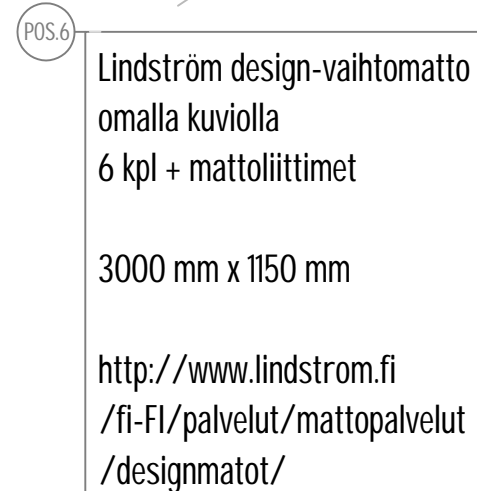 POS.6
Lindström design-vaihtomatto
omalla kuviolla
6 kpl + mattoliittimet
3000 mm x 1150 mm
http://www.lindstrom.fi
/fi-FI/palvelut/mattopalvelut
/designmatot/